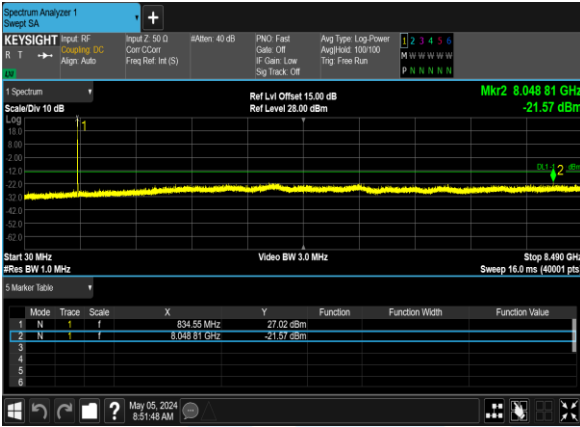 Spectrum Analyzer 1
Swept SA
+
KEYSIGHT Input: RF Input Z: 50 Ω #Atten: 40 dB PNO: Fast Avg Type: Log-Power 1 2 3 4 5 6
R T Coupling: DC Corr CCorr Gate: Off Avg|Hold: 100/100 M W W W W W
Align: Auto Freq Ref: Int (S) IF Gain: Low Trig: Free Run
Sig Track: Off P N N N N N
1 Spectrum
Ref Lvl Offset 15.00 dB Mkr2 8.048 81 GHz
Scale/Div 10 dB Ref Level 28.00 dBm -21.57 dBm
Log
1
18.0
8.00
-2.00
-12.0 2
-22.0
-32.0
-42.0
-52.0
-62.0
Start 30 MHz Video BW 3.0 MHz Stop 8.490 GHz
#Res BW 1.0 MHz Sweep 16.0 ms (40001 pts
5 Marker Table
Mode Trace Scale X Y Function Function Width Function Value
1 N 1 f 834.55 MHz 27.02 dBm
2 N 1 f 8.048 81 GHz -21.57 dBm
3
4
5
6
? May 05, 2024
8:51:48 AM